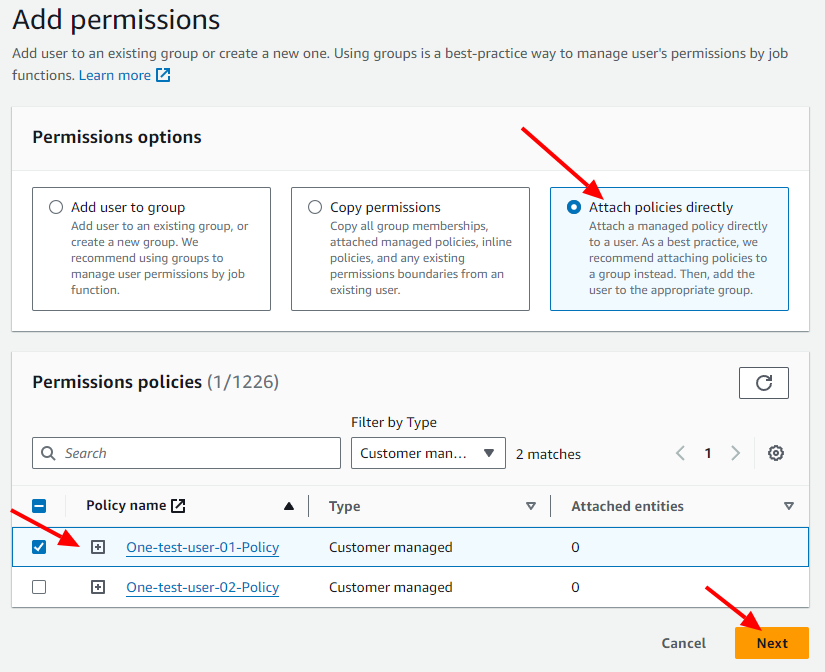 Add permissions
Add user to an existing group or create a new one. Using groups is a best-practice way to manage user's permissions by job
functions. Learn more
Permissions options
Add user to group
Add user to an existing group, or
create a new group. We
recommend using groups to
manage user permissions by job
function.
Copy permissions
Copy all group memberships,
attached managed policies, inline
policies, and any existing
permissions boundaries from an
existing user.
Attach policies directly
Attach a managed policy directly
to a user. As a best practice, we
recommend attaching policies to
a group instead. Then, add the
user to the appropriate group.
Permissions policies (1/1226)
Filter by Type
Search
Customer man...
2 matches
1
Policy name
Type
Attached entities
One-test-user-01-Policy
Customer managed
0
One-test-user-02-Policy
Customer managed
0
Cancel
Next